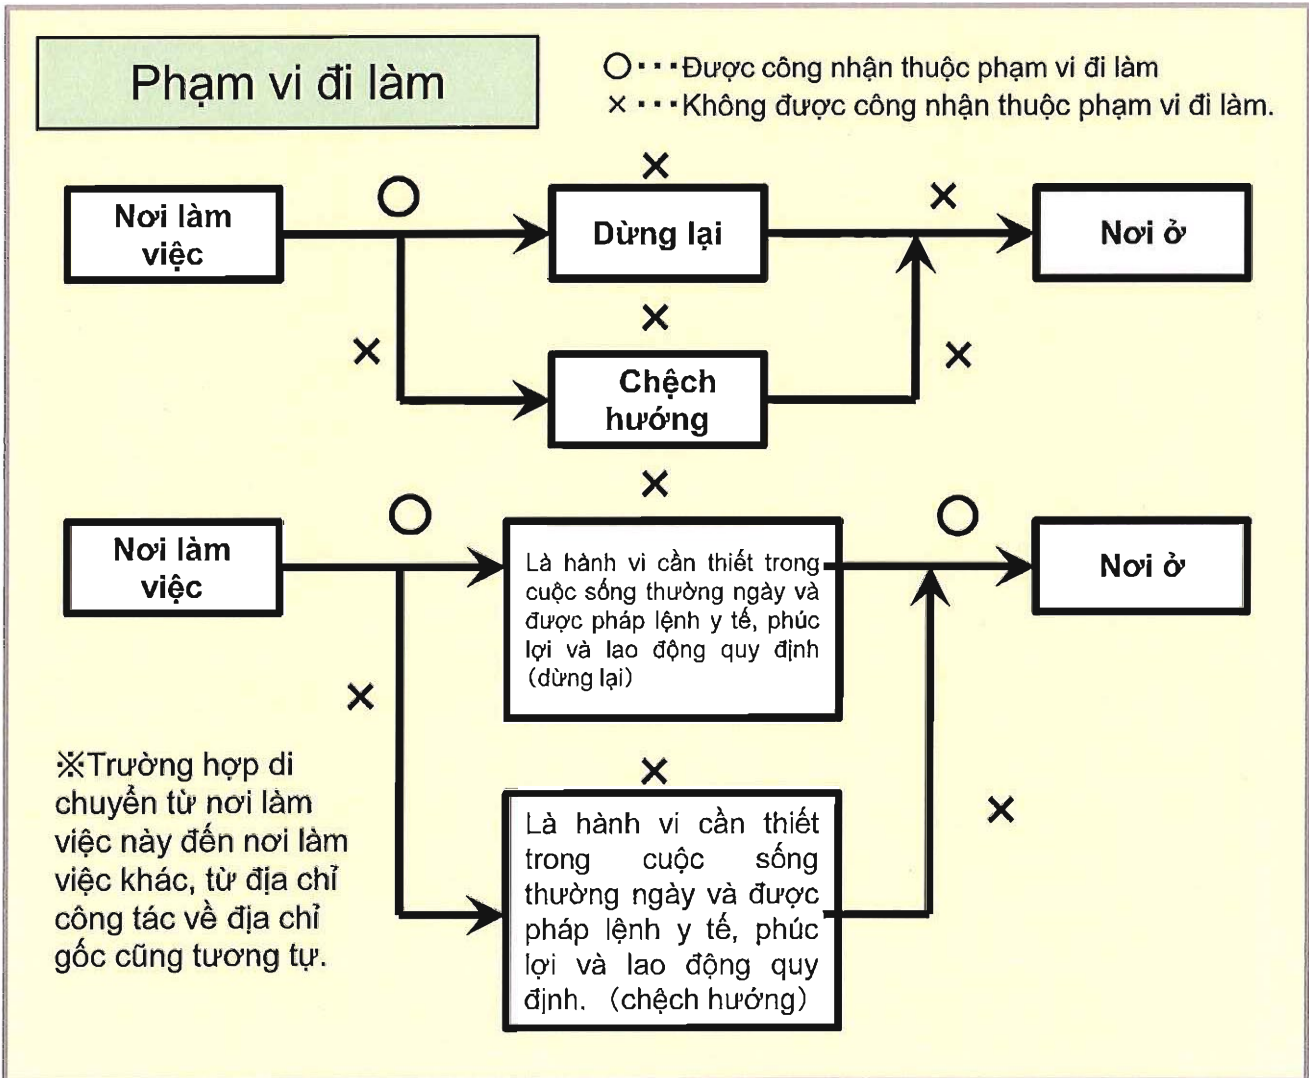 Phạm vi đi làm
○･･･Được công nhận thuộc phạm vi đi làm
×･･･Không được công nhận thuộc phạm vi đi làm.
×
○
×
Nơi làm
việc
Dừng lại
Nơi ở
×
×
×
Chệch
hướng
×
○
○
Nơi làm
việc
Là hành vi cần thiết trong
cuộc sống thường ngày và
được pháp lệnh y tế, phúc
lợi và lao động quy định
(dừng lại)
Nơi ở
×
×
×
※Trường hợp di
chuyển từ nơi làm
việc này đến nơi làm
việc khác, từ địa chỉ
công tác về địa chỉ
gốc cũng tương tự.
Là hành vi cần thiết
trong cuộc sống
thường ngày và được
pháp lệnh y tế, phúc
lợi và lao động quy
định. (chệch hướng)